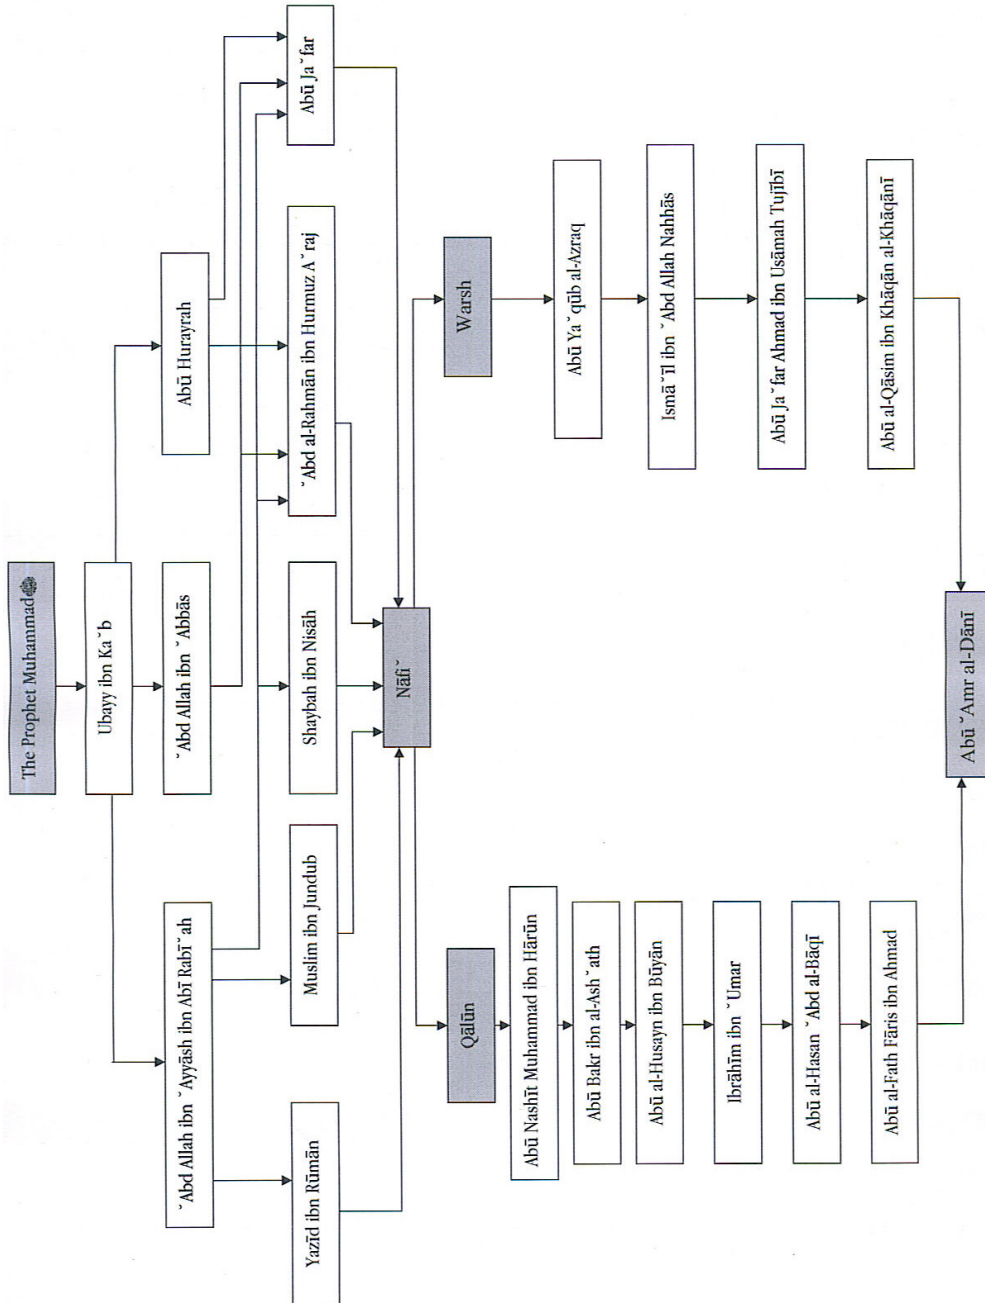 The Prophet Muhammadﷺ
Ubayy ibn Ka˘b
˘Abd Allah ibn ˘Ayyāsh ibn Abī Rabī˘ah
˘Abd Allah ibn ˘Abbās
Abū Hurayrah
Yazīd ibn Rūmān
Muslim ibn Jundub
Shaybah ibn Nisāh
˘Abd al-Rahmān ibn Hurmuz A˘raj
Abū Ja˘far
Nāfi˘
Qālūn
Abū Nashīt Muhammad ibn Hārūn
Abū Bakr ibn al-Ash˘ath
Abū al-Husayn ibn Būyān
Ibrāhīm ibn ˘Umar
Abū al-Hasan ˘Abd al-Bāqī
Abū al-Fath Fāris ibn Ahmad
Warsh
Abū Ya˘qūb al-Azraq
Ismā˘īl ibn ˘Abd Allah Nahhās
Abū Ja˘far Ahmad ibn Usāmah Tujībī
Abū al-Qāsim ibn Khāqān al-Khāqānī
Abū ˘Amr al-Dānī